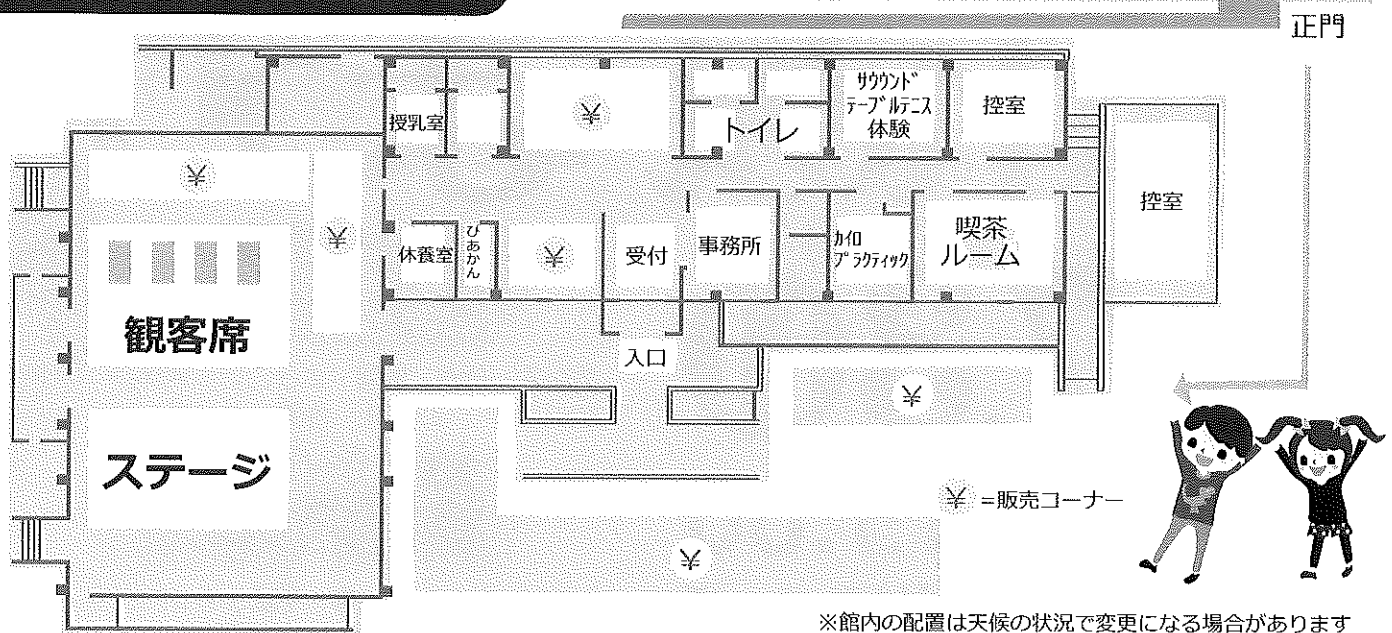 正門
サウウンド
テーブルテニス
体験
控室
授乳室
トイレ
控室
休養室
ぴあかん
受付
事務所
カイロ
プラクティック
喫茶
ルーム
観客席
入口
ステージ
=販売コーナー
※館内の配置は天候の状況で変更になる場合があります